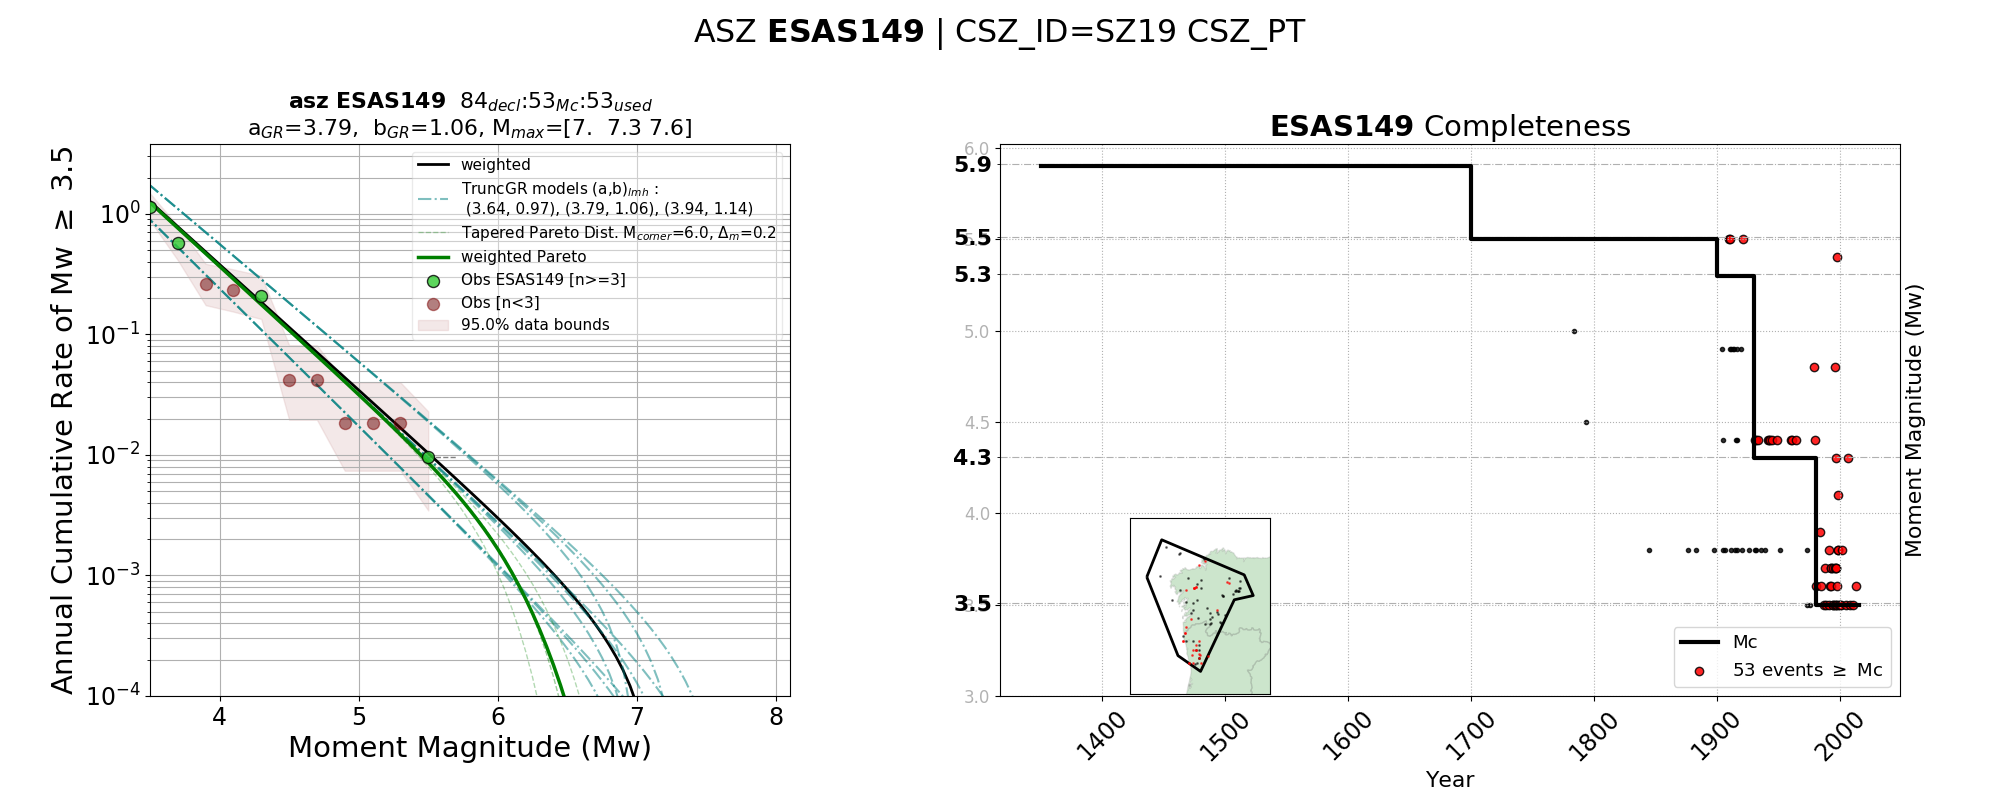 ASZ ESAS149 | CSZ_ID=SZ19 CSZ_PT
asz ESAS149 84decl:53Mc:53used
aGR=3.79, bGR=1.06, Mmax=[7. 7.3 7.6]
Annual Cumulative Rate of Mw ≥ 3.5
10^0
10^−1
10^−2
10^−3
10^−4
weighted
TruncGR models (a,b)lmh :
(3.64, 0.97), (3.79, 1.06), (3.94, 1.14)
Tapered Pareto Dist. Mcorner=6.0, Δm=0.2
weighted Pareto
Obs ESAS149 [n>=3]
Obs [n<3]
95.0% data bounds
4 5 6 7 8
Moment Magnitude (Mw)
ESAS149 Completeness
6.0
5.9
5.5
5.3
5.0
4.5
4.3
4.0
3.5
3.0
Moment Magnitude (Mw)
Mc
53 events ≥ Mc
1400 1500 1600 1700 1800 1900 2000
Year